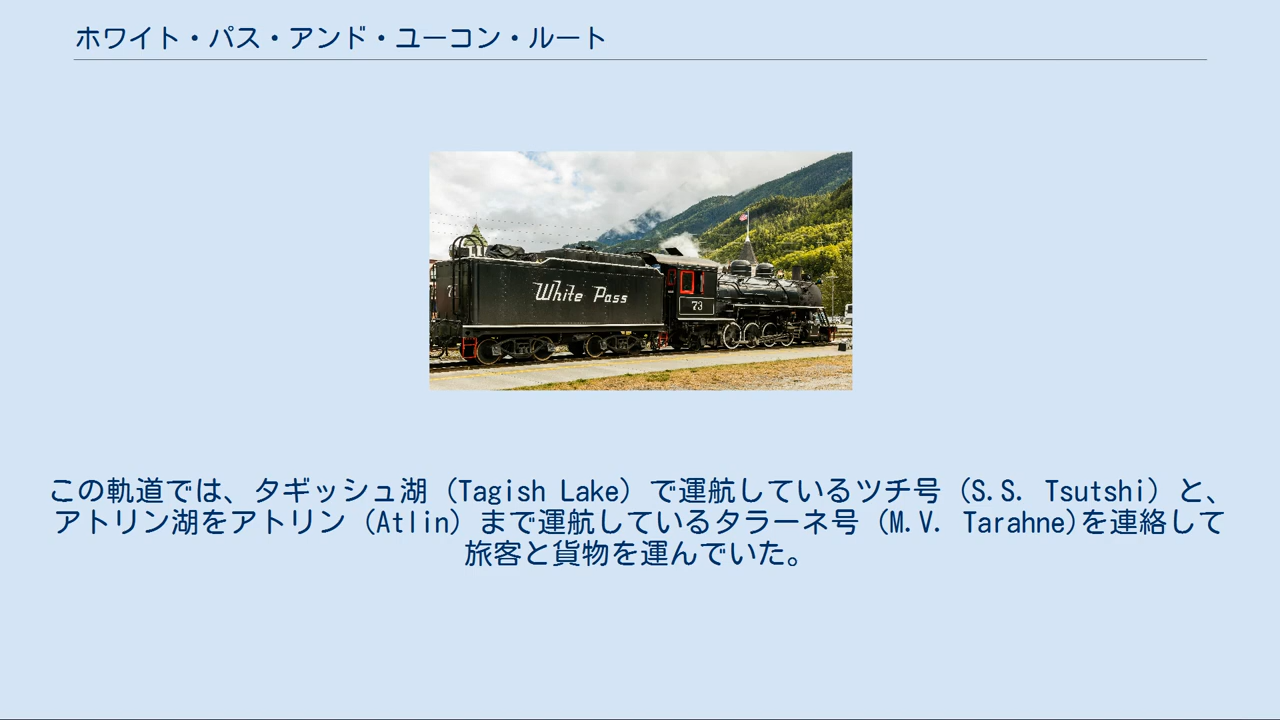 ホワイト・パス・アンド・ユーコン・ルート
White Pass
73
この軌道では、タギッシュ湖（Tagish Lake）で運航しているツチ号（S.S. Tsutshi）と、
アトリン湖をアトリン（Atlin）まで運航しているタラーネ号（M.V. Tarahne)を連絡して
旅客と貨物を運んでいた。